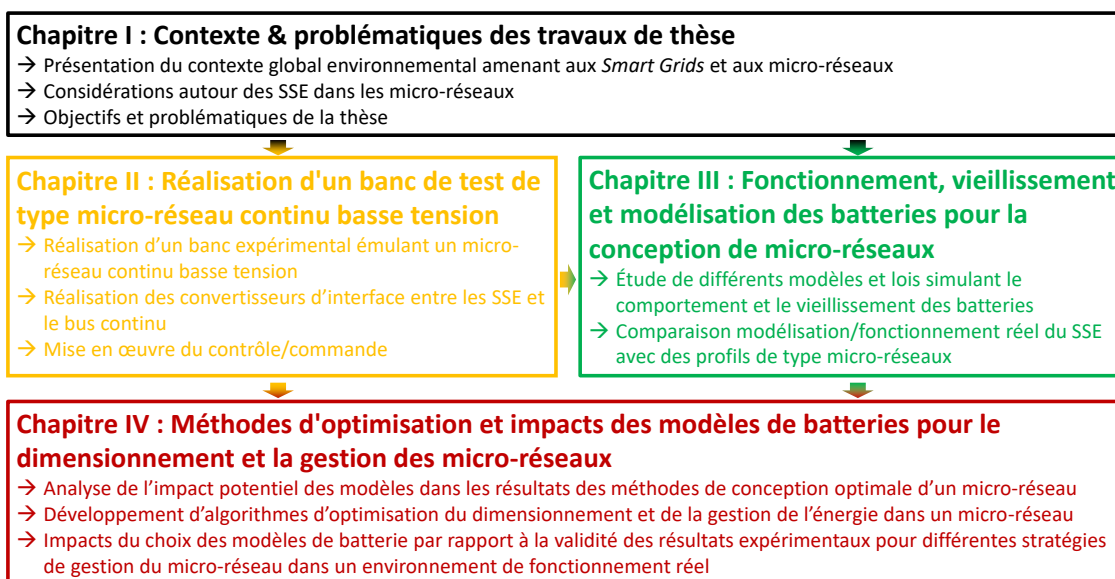 Chapitre I : Contexte & problématiques des travaux de thèse
→ Présentation du contexte global environnemental amenant aux Smart Grids et aux micro-réseaux
→ Considérations autour des SSE dans les micro-réseaux
→ Objectifs et problématiques de la thèse
Chapitre II : Réalisation d'un banc de test de
type micro-réseau continu basse tension
→ Réalisation d’un banc expérimental émulant un micro-
réseau continu basse tension
→ Réalisation des convertisseurs d’interface entre les SSE et
le bus continu
→ Mise en œuvre du contrôle/commande
Chapitre III : Fonctionnement, vieillissement
et modélisation des batteries pour la
conception de micro-réseaux
→ Étude de différents modèles et lois simulant le
comportement et le vieillissement des batteries
→ Comparaison modélisation/fonctionnement réel du SSE
avec des profils de type micro-réseaux
Chapitre IV : Méthodes d'optimisation et impacts des modèles de batteries pour le
dimensionnement et la gestion des micro-réseaux
→ Analyse de l’impact potentiel des modèles dans les résultats des méthodes de conception optimale d’un micro-réseau
→ Développement d’algorithmes d’optimisation du dimensionnement et de la gestion de l’énergie dans un micro-réseau
→ Impacts du choix des modèles de batterie par rapport à la validité des résultats expérimentaux pour différentes stratégies
de gestion du micro-réseau dans un environnement de fonctionnement réel